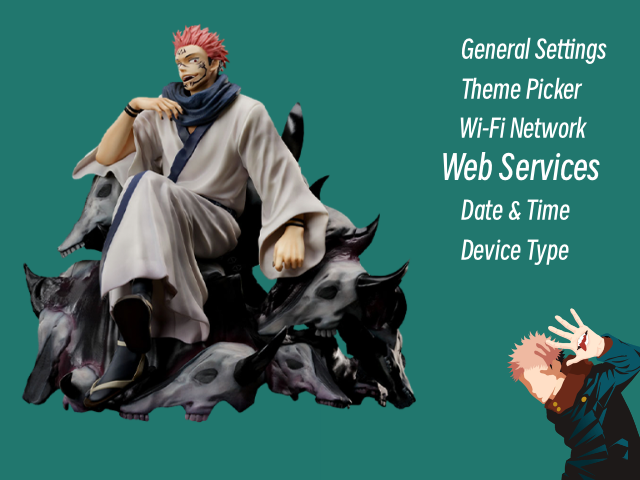 General Settings
Theme Picker
Wi-Fi Network
Web Services
Date & Time
Device Type